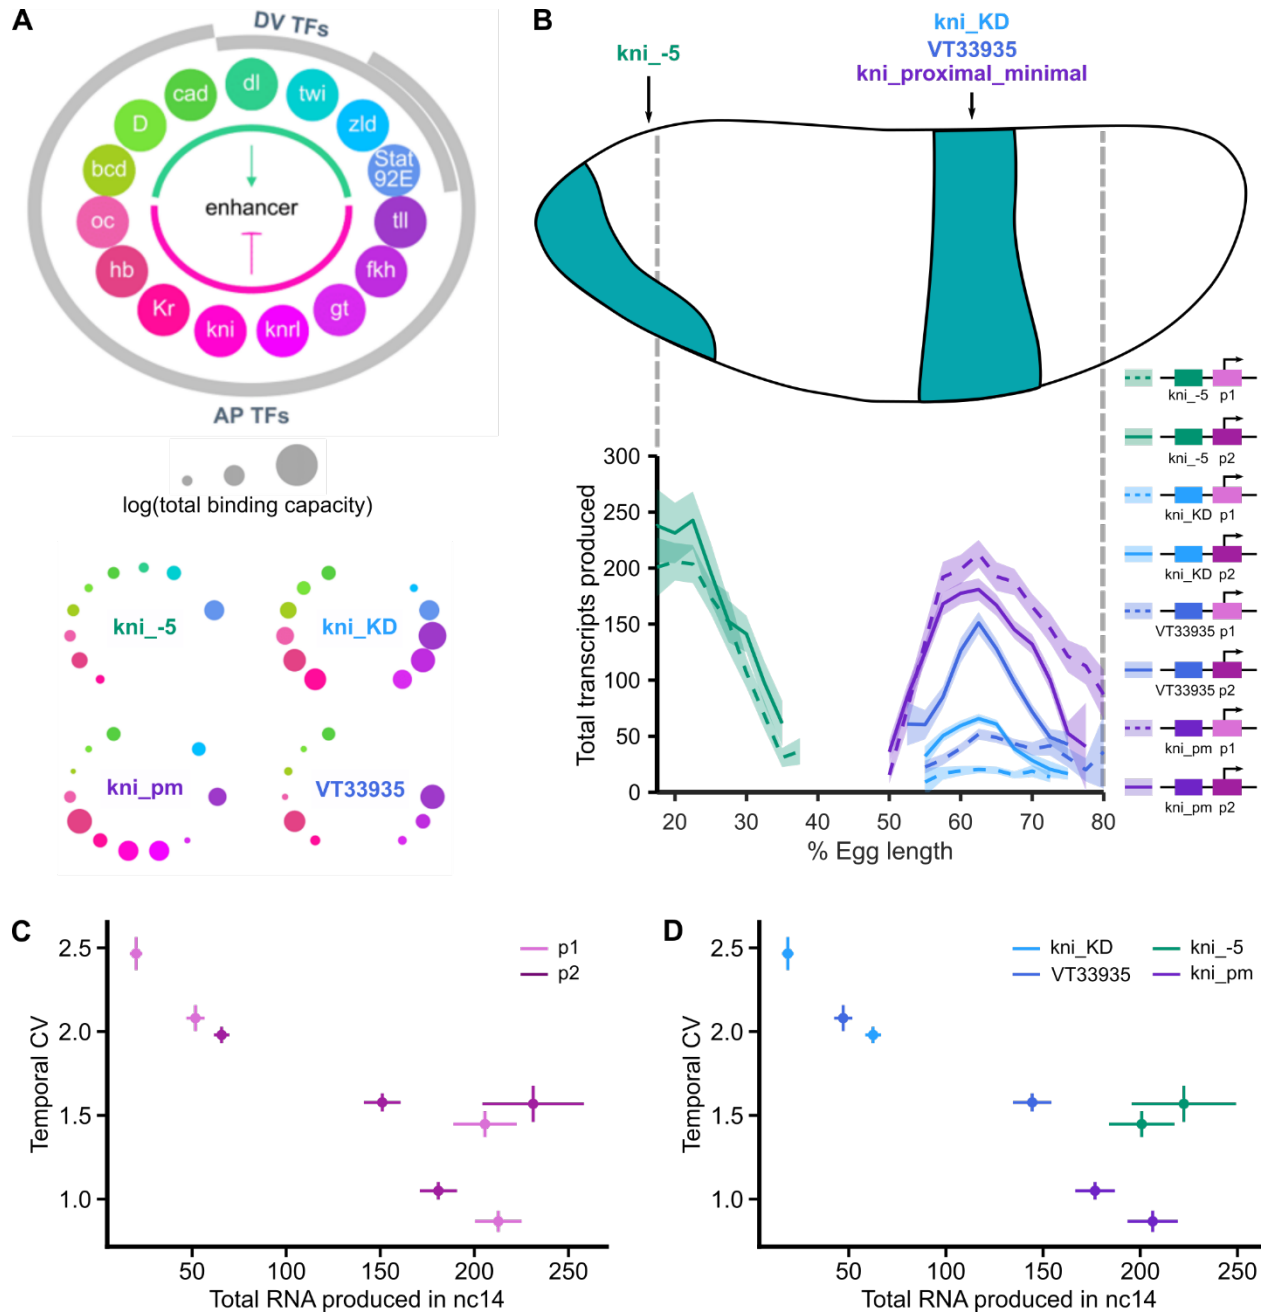 A
DV TFs
dl
cad
twi
D
zld
bcd
Stat
92E
enhancer
oc
tll
hb
fkh
Kr
gt
kni
knrl
AP TFs
log(total binding capacity)
kni_-5
kni_KD
kni_pm
VT33935
B
kni_-5
kni_KD
VT33935
kni_proximal_minimal
Total transcripts produced
300
250
200
150
100
50
0
20 30 40 50 60 70 80
% Egg length
kni_-5 p1
kni_-5 p2
kni_KD p1
kni_KD p2
VT33935 p1
VT33935 p2
kni_pm p1
kni_pm p2
C
Temporal CV
2.5
2.0
1.5
1.0
p1
p2
50 100 150 200 250
Total RNA produced in nc14
D
Temporal CV
2.5
2.0
1.5
1.0
kni_KD kni_-5
VT33935 kni_pm
50 100 150 200 250
Total RNA produced in nc14